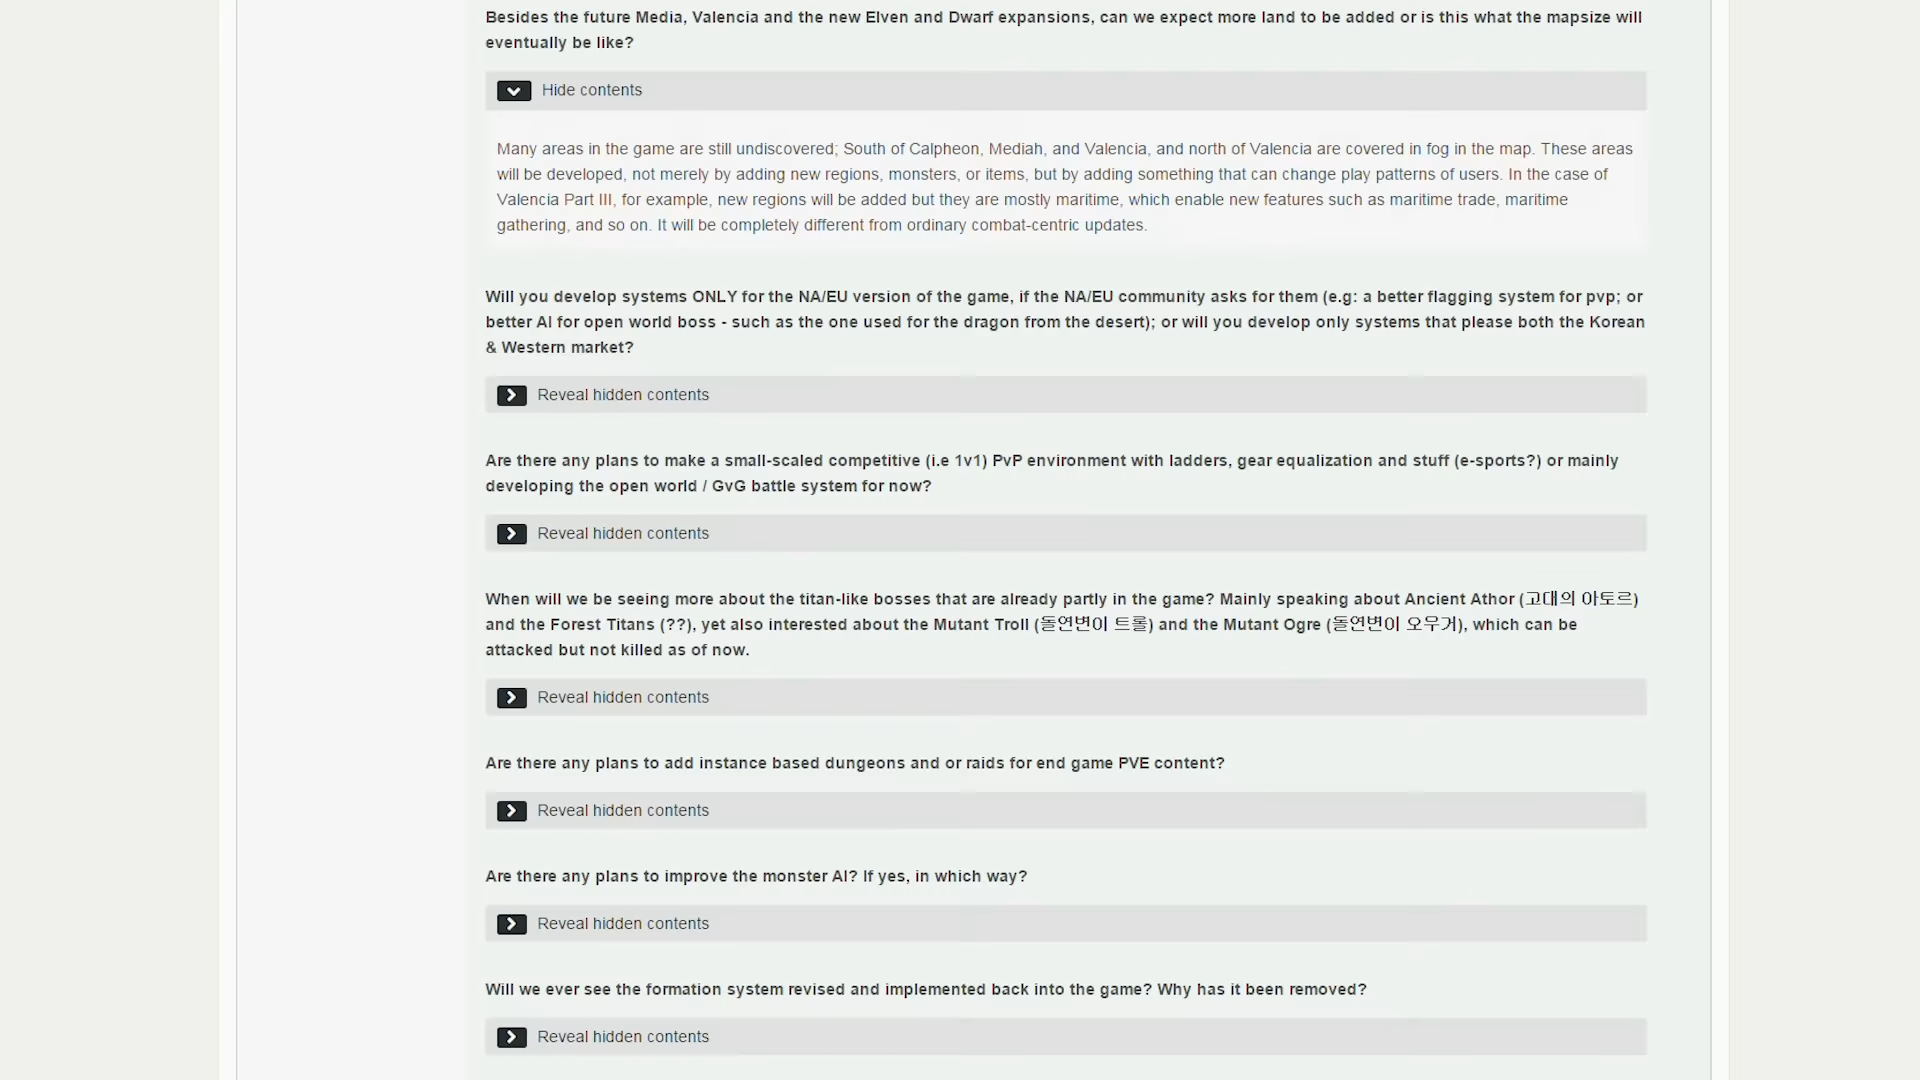 Besides the future Media, Valencia and the new Elven and Dwarf expansions, can we expect more land to be added or is this what the mapsize will
eventually be like?
Hide contents
Many areas in the game are still undiscovered; South of Calpheon, Mediah, and Valencia, and north of Valencia are covered in fog in the map. These areas
will be developed, not merely by adding new regions, monsters, or items, but by adding something that can change play patterns of users. In the case of
Valencia Part III, for example, new regions will be added but they are mostly maritime, which enable new features such as maritime trade, maritime
gathering, and so on. It will be completely different from ordinary combat-centric updates.
Will you develop systems ONLY for the NA/EU version of the game, if the NA/EU community asks for them (e.g: a better flagging system for pvp; or
better AI for open world boss - such as the one used for the dragon from the desert); or will you develop only systems that please both the Korean
& Western market?
Reveal hidden contents
Are there any plans to make a small-scaled competitive (i.e 1v1) PvP environment with ladders, gear equalization and stuff (e-sports?) or mainly
developing the open world / GvG battle system for now?
Reveal hidden contents
When will we be seeing more about the titan-like bosses that are already partly in the game? Mainly speaking about Ancient Athor (고대의 아토르)
and the Forest Titans (??), yet also interested about the Mutant Troll (돌연변이 트롤) and the Mutant Ogre (돌연변이 오우거), which can be
attacked but not killed as of now.
Reveal hidden contents
Are there any plans to add instance based dungeons and or raids for end game PVE content?
Reveal hidden contents
Are there any plans to improve the monster AI? If yes, in which way?
Reveal hidden contents
Will we ever see the formation system revised and implemented back into the game? Why has it been removed?
Reveal hidden contents